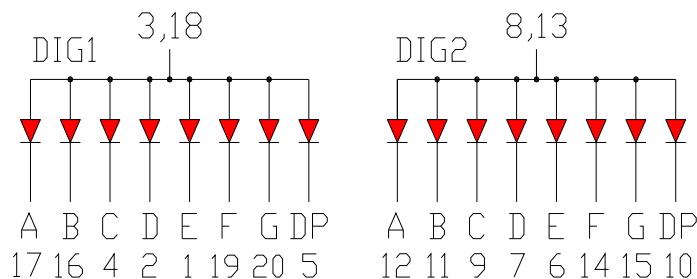 3,18 8,13
DIG1 DIG2
A B C D E F G DP A B C D E F G DP
17 16 4 2 1 19 20 5 12 11 9 7 6 14 15 10